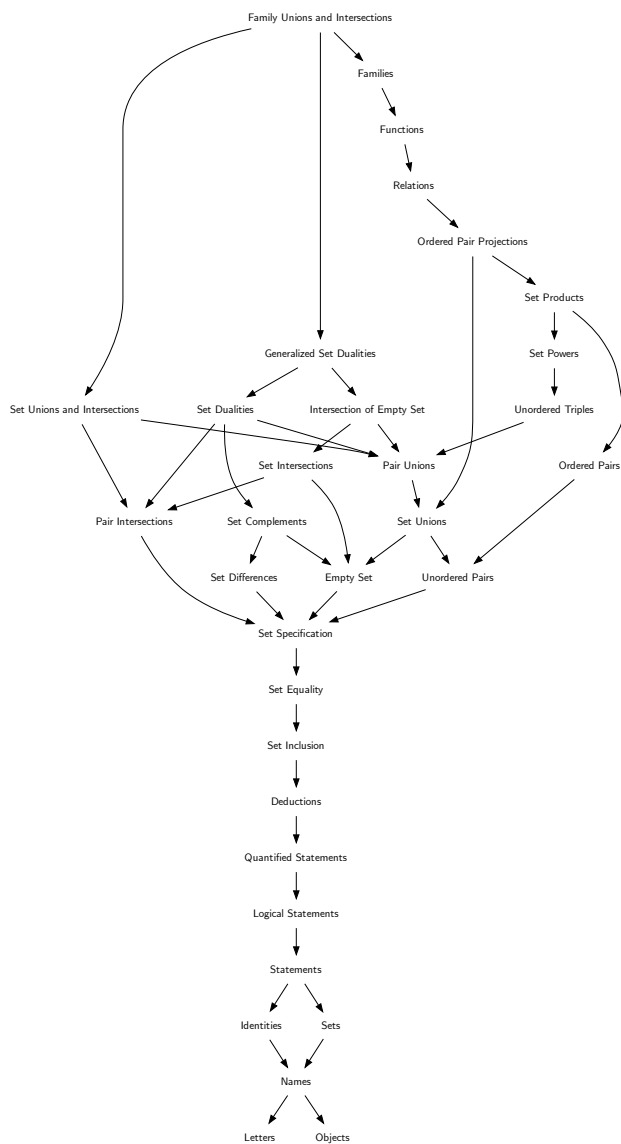 Family Unions and Intersections
Families
Functions
Relations
Ordered Pair Projections
Set Products
Generalized Set Dualities
Set Powers
Set Unions and Intersections
Set Dualities
Intersection of Empty Set
Unordered Triples
Set Intersections
Pair Unions
Ordered Pairs
Pair Intersections
Set Complements
Set Unions
Set Differences
Empty Set
Unordered Pairs
Set Specification
Set Equality
Set Inclusion
Deductions
Quantified Statements
Logical Statements
Statements
Identities
Sets
Names
Letters
Objects